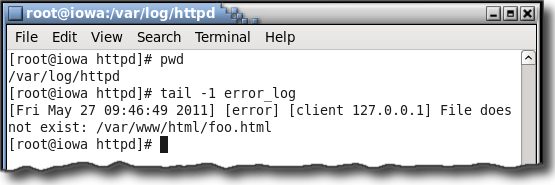 root@iowa:/var/log/httpd
File Edit View Search Terminal Help
[root@iowa httpd]# pwd
/var/log/httpd
[root@iowa httpd]# tail -1 error_log
[Fri May 27 09:46:49 2011] [error] [client 127.0.0.1] File does
not exist: /var/www/html/foo.html
[root@iowa httpd]#